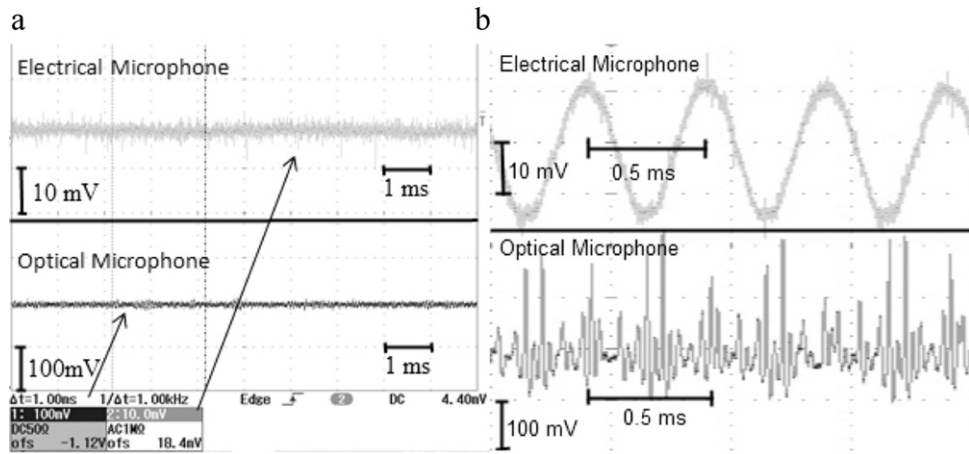 a
Electrical Microphone
10 mV
1 ms
Optical Microphone
100mV
1 ms
Δt=1.00ms 1/Δt=1.00kHz Edge 2 DC 4.40mV
1: 100mV 2:10.0mV
DC50Ω AC1MΩ
ofs -1.12V ofs 18.4mV
b
Electrical Microphone
T
10 mV
0.5 ms
Optical Microphone
0.5 ms
100 mV